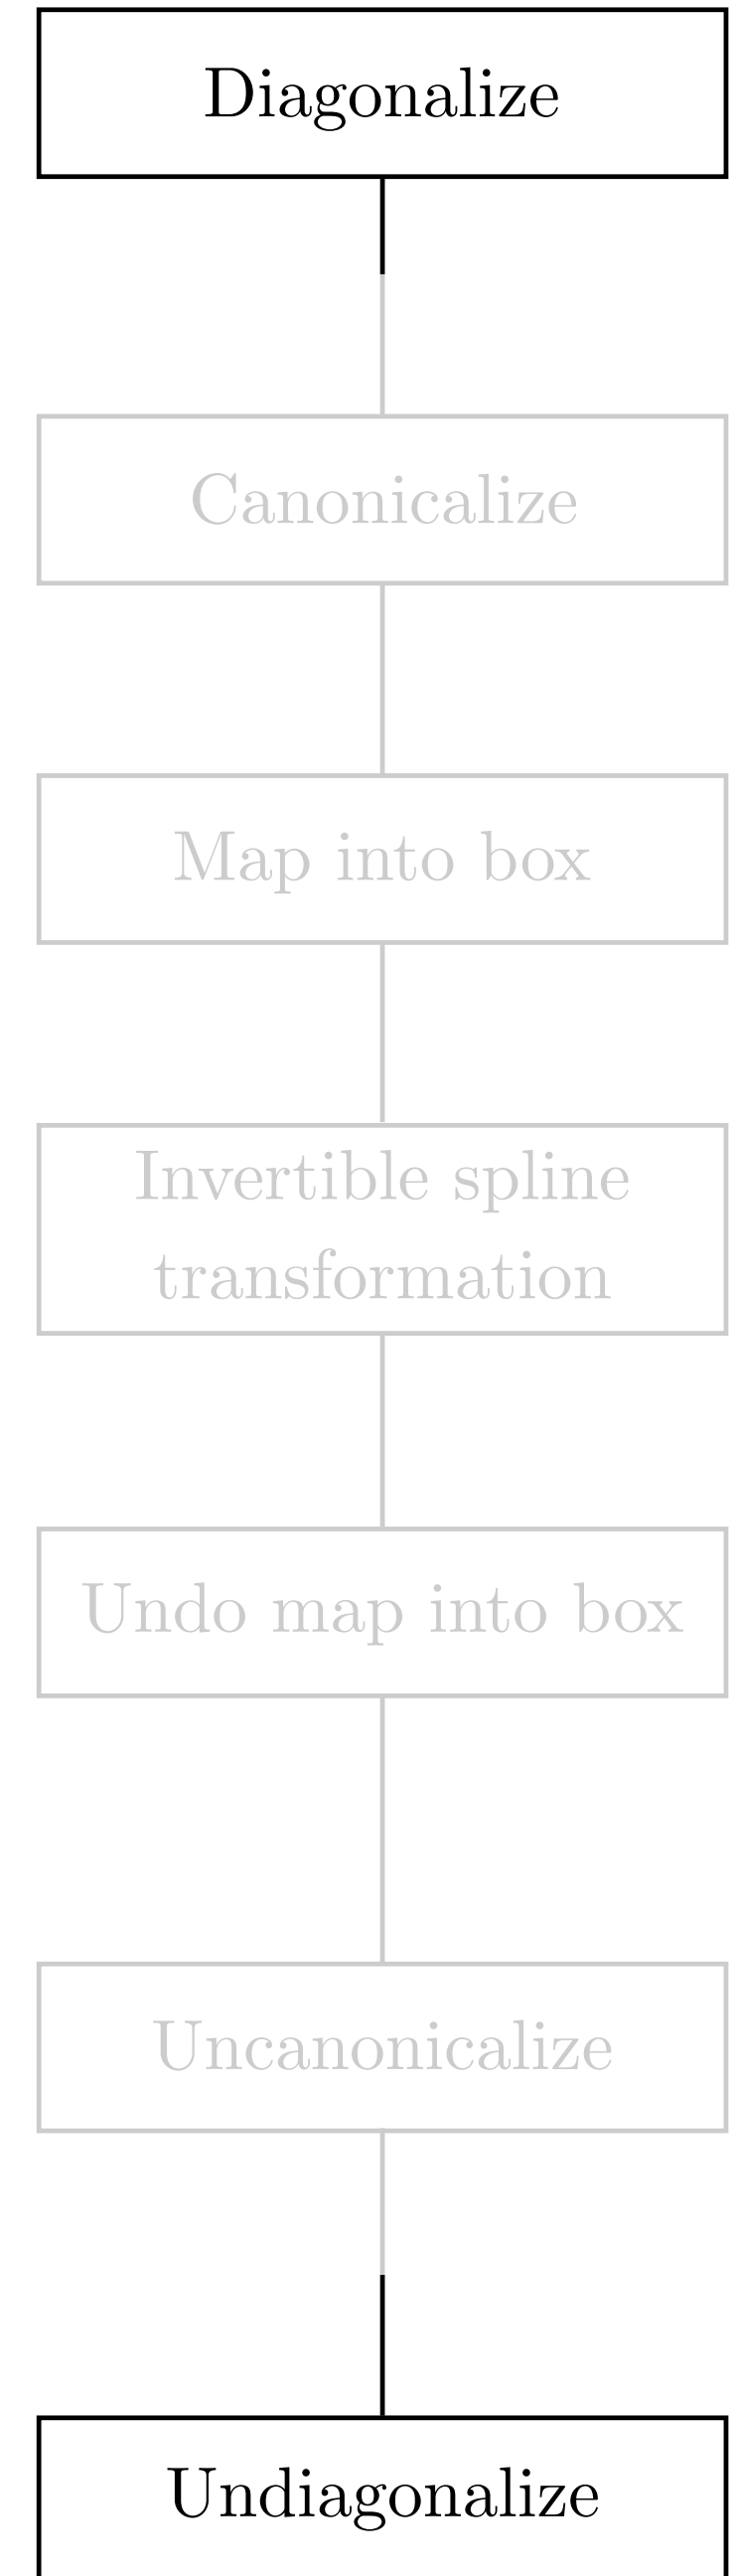 Diagonalize
Canonicalize
Map into box
Invertible spline
transformation
Undo map into box
Uncanonicalize
Undiagonalize